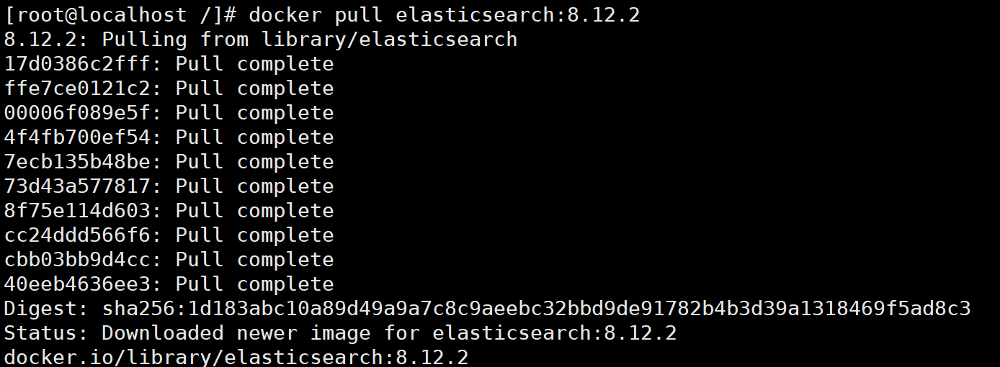 [root@localhost /]# docker pull elasticsearch:8.12.2
8.12.2: Pulling from library/elasticsearch
17d0386c2fff: Pull complete
ffe7ce0121c2: Pull complete
00006f089e5f: Pull complete
4f4fb700ef54: Pull complete
7ecb135b48be: Pull complete
73d43a577817: Pull complete
8f75e114d603: Pull complete
cc24ddd566f6: Pull complete
cbb03bb9d4cc: Pull complete
40eeb4636ee3: Pull complete
Digest: sha256:1d183abc10a89d49a9a7c8c9aeebc32bbd9de91782b4b3d39a1318469f5ad8c3
Status: Downloaded newer image for elasticsearch:8.12.2
docker.io/library/elasticsearch:8.12.2